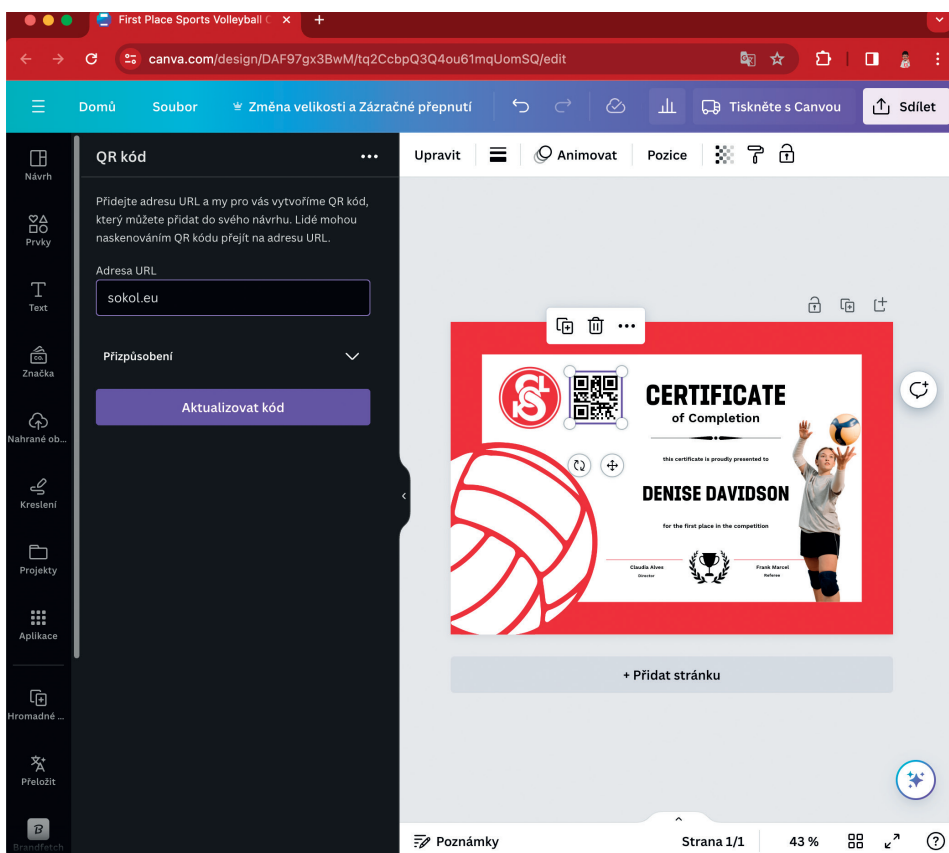 First Place Sports Volleyball C
canva.com/design/DAF97gx3BwM/tq2CcbpQ3Q4ou61mqUomSQ/edit
Domů Soubor Změna velikosti a Zázračné přepnutí Tiskněte s Canvou Sdílet
Návrh
Prvky
Text
Značka
Nahrané ob...
Kreslení
Projekty
Aplikace
Hromadné ...
Přeložit
Brandfetch
QR kód
Přidejte adresu URL a my pro vás vytvoříme QR kód,
který můžete přidat do svého návrhu. Lidé mohou
naskenováním QR kódu přejít na adresu URL.
Adresa URL
sokol.eu
Přizpůsobení
Aktualizovat kód
Upravit Animovat Pozice
CERTIFICATE
of Completion
this certificate is proudly presented to
DENISE DAVIDSON
for the first place in the competition
Claudia Alves
Director
Frank Marcel
Referee
+ Přidat stránku
Poznámky Strana 1/1 43 %